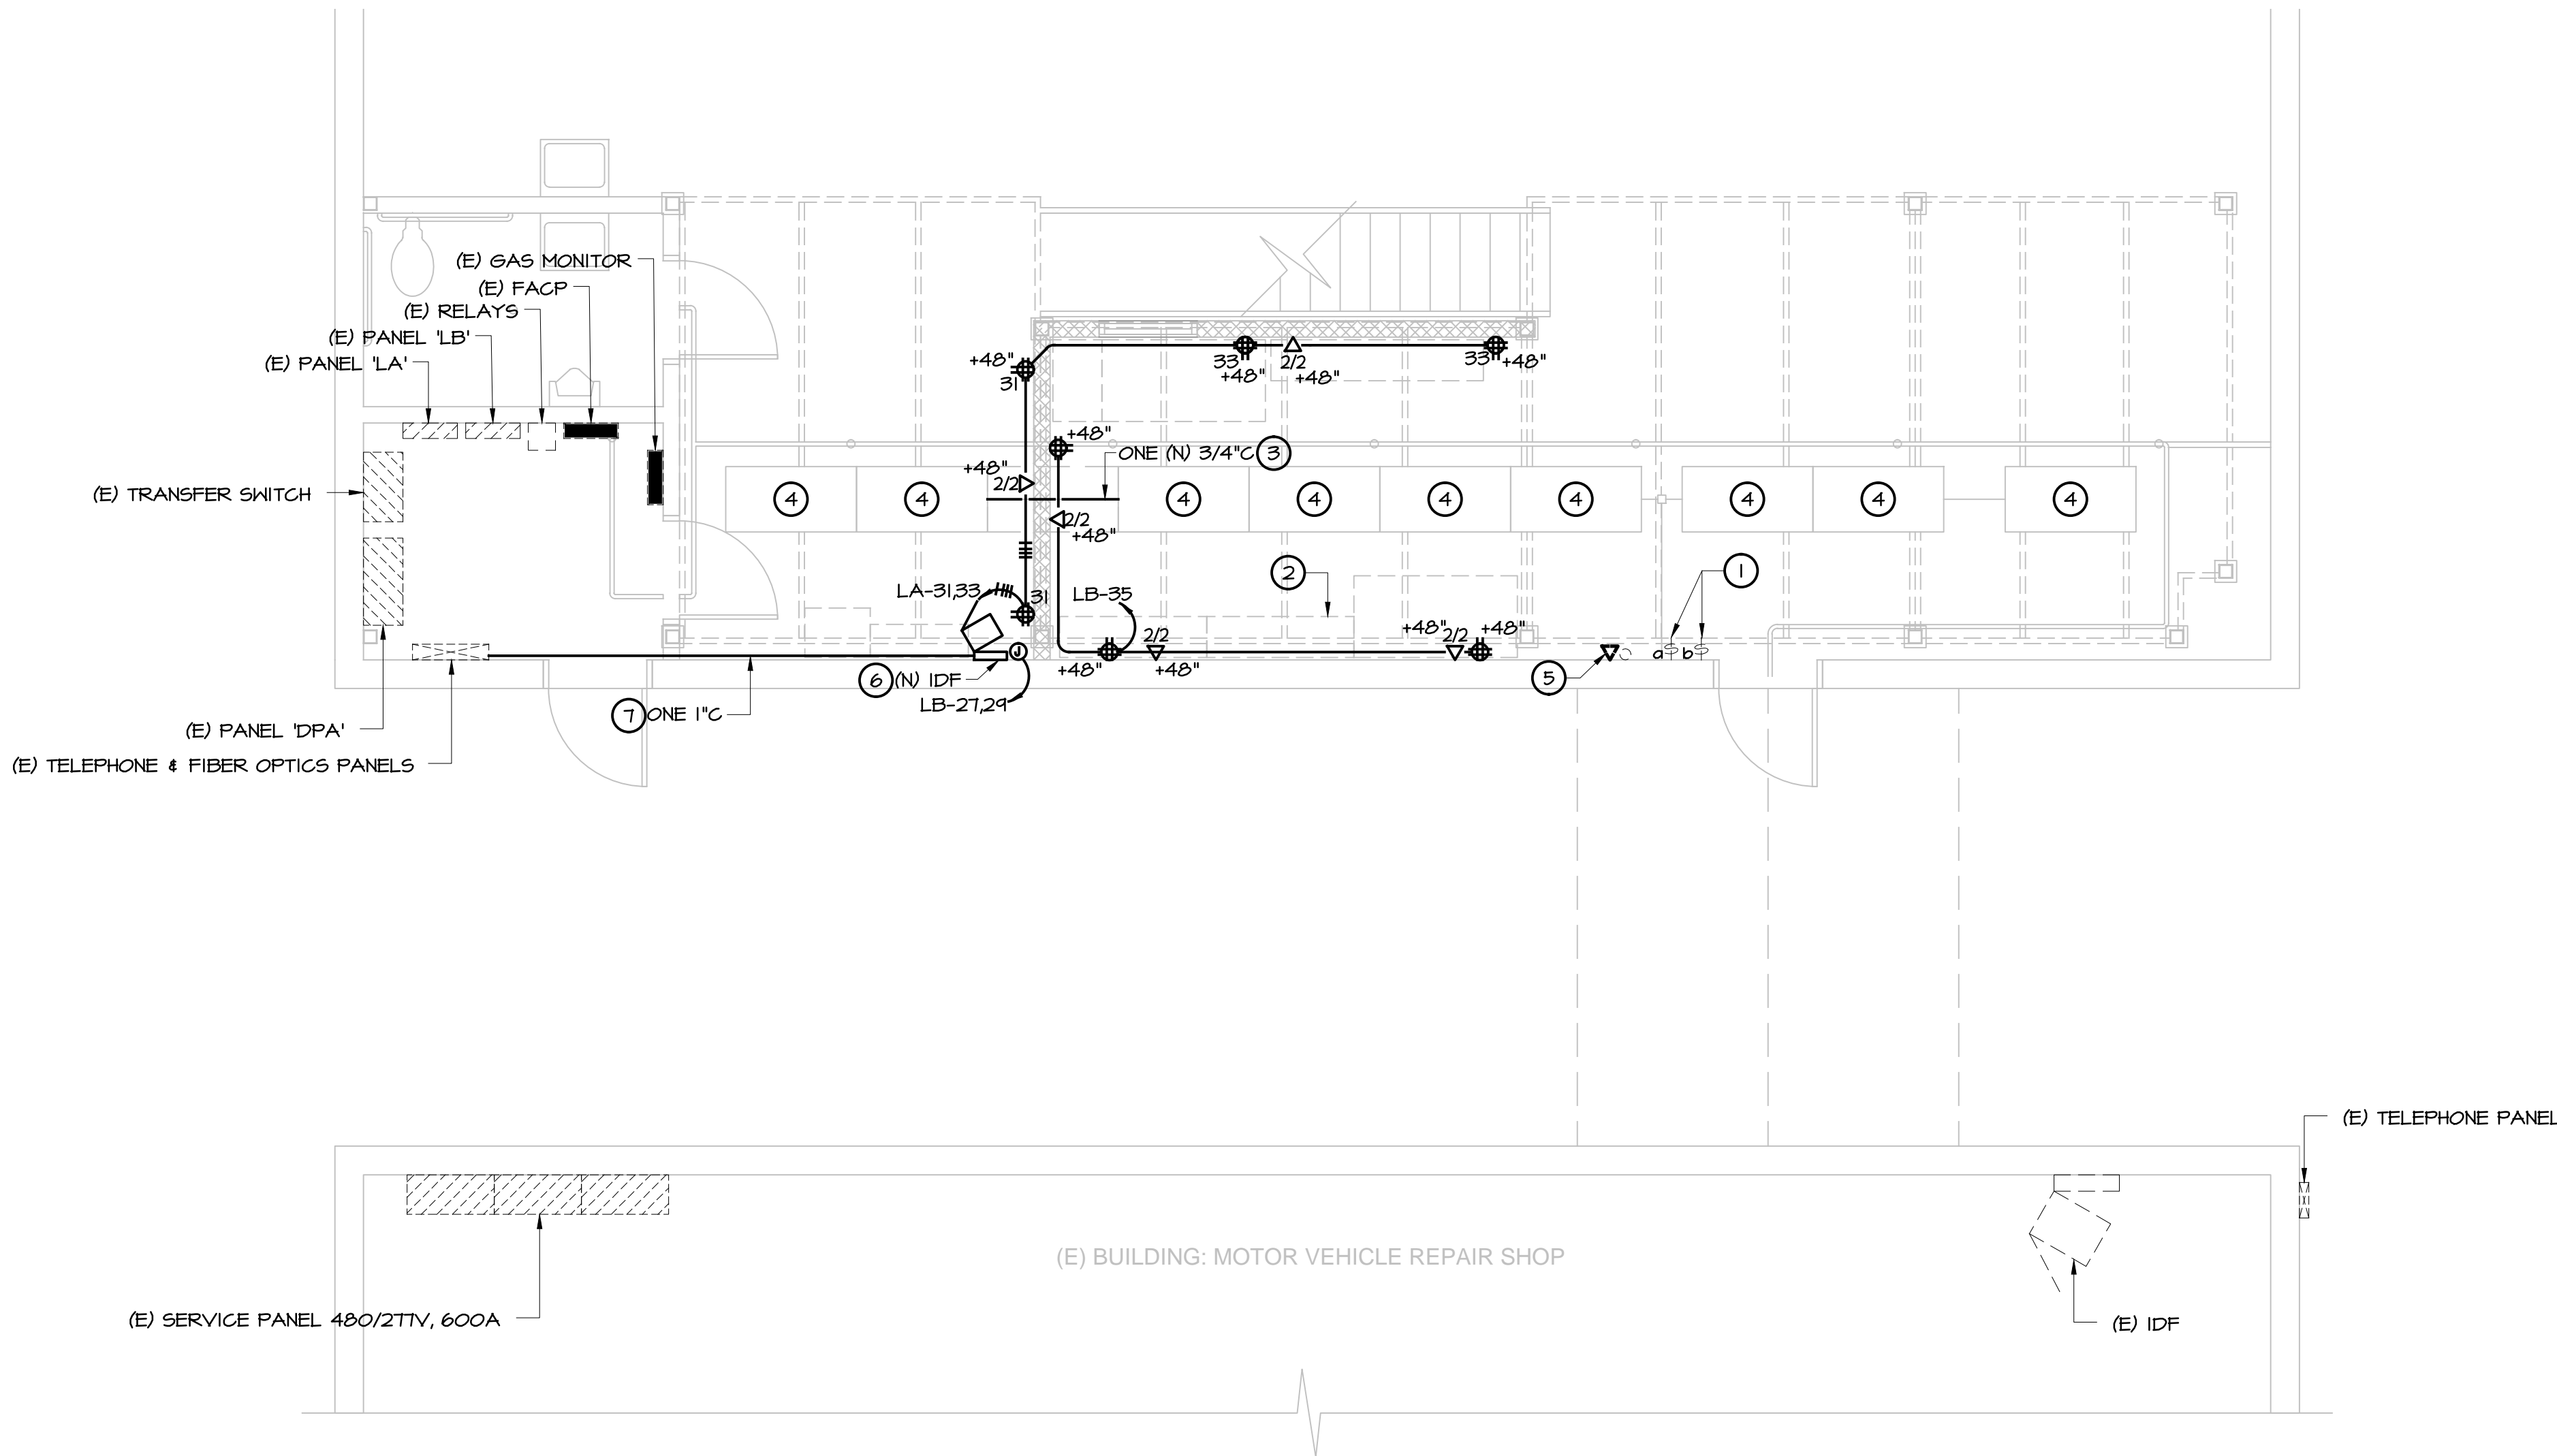 (E) GAS MONITOR
(E) FACP
(E) RELAYS
(E) PANEL 'LB'
(E) PANEL 'LA'
+48"
31
33
+48"
2/2
+48"
33
+48"
+48"
ONE (N) 3/4"C
3
+48"
2/2
(E) TRANSFER SWITCH
4
4
4
4
4
4
4
4
4
2/2
+48"
2
1
LA-31,33
31
LB-35
2/2
+48"
2/2
+48"
a
b
J
+48"
+48"
5
6
(N) IDF
LB-27,29
7
ONE 1"C
(E) PANEL 'DPA'
(E) TELEPHONE & FIBER OPTICS PANELS
(E) TELEPHONE PANEL
(E) BUILDING: MOTOR VEHICLE REPAIR SHOP
(E) SERVICE PANEL 480/277V, 600A
(E) IDF